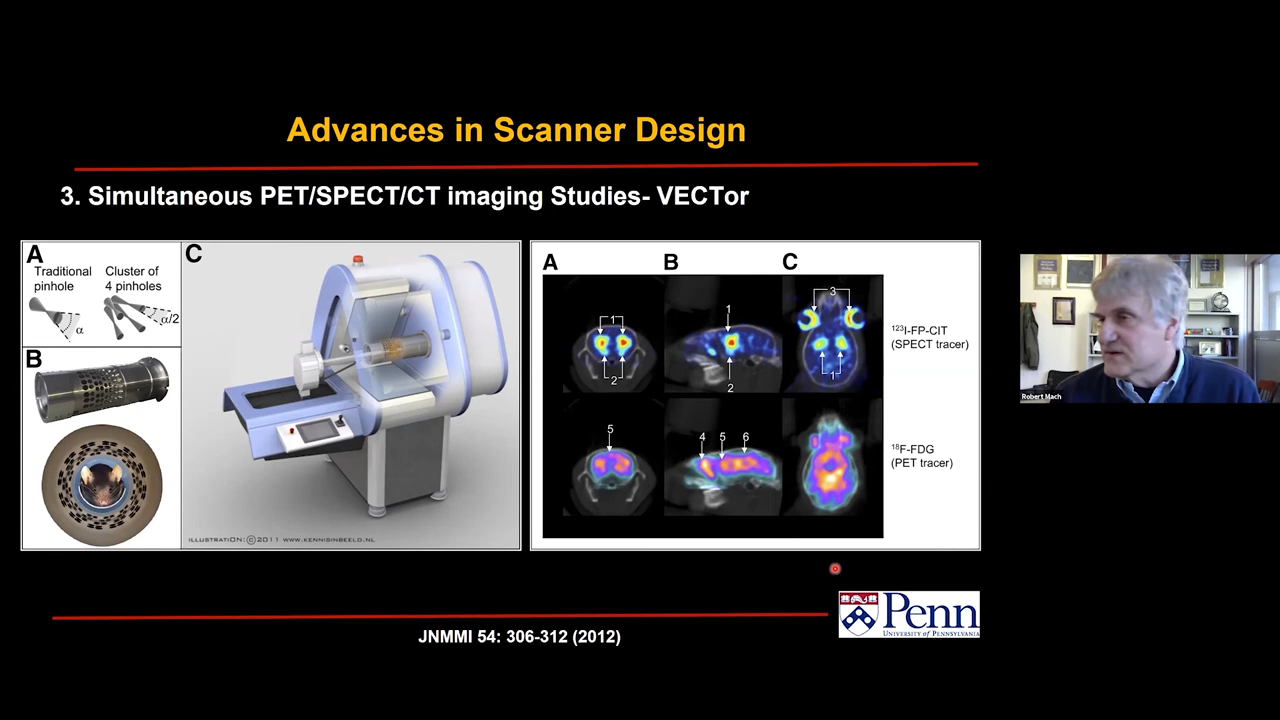 Advances in Scanner Design
3. Simultaneous PET/SPECT/CT imaging Studies- VECTor
A
Traditional
pinhole
Cluster of
4 pinholes
α
α/2
B
C
ILLUSTRATION: © 2011 WWW.KENNISINBEELD.NL
A
B
C
1
2
1
2
3
1
123I-FP-CIT
(SPECT tracer)
5
4
5
6
18F-FDG
(PET tracer)
Robert Mach
Penn
UNIVERSITY OF PENNSYLVANIA
JNMMI 54: 306-312 (2012)